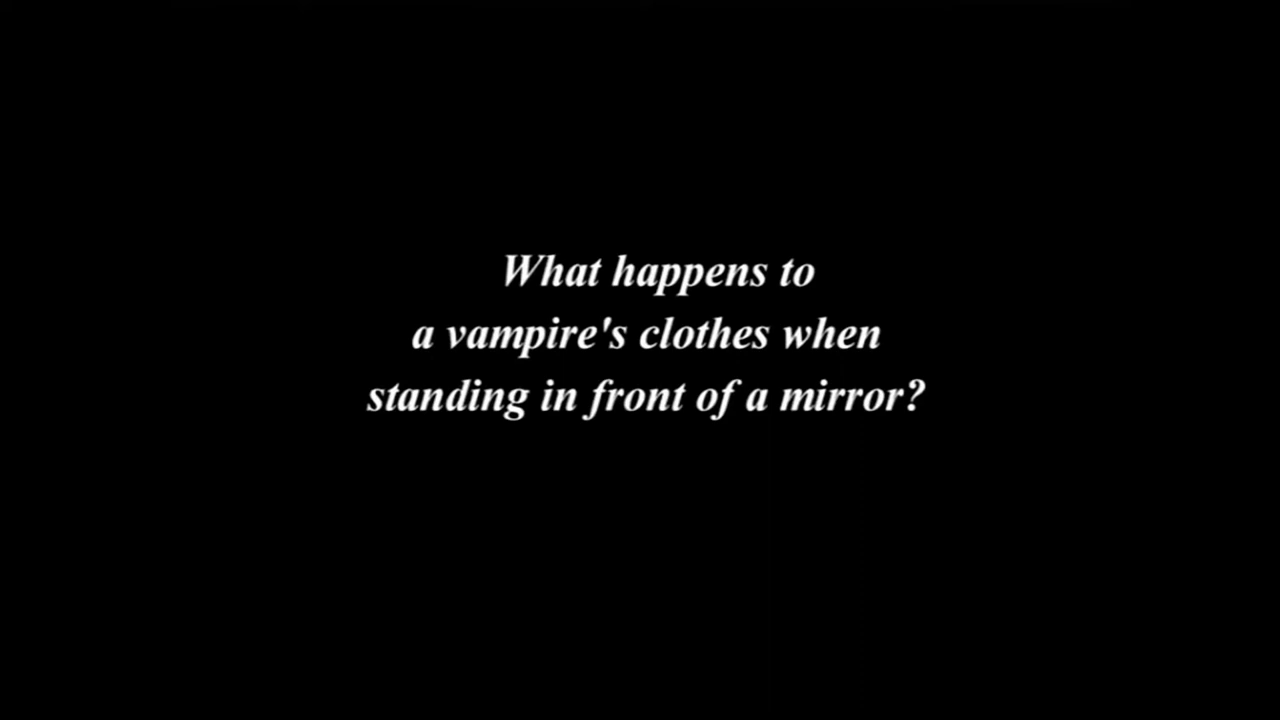 What happens to
a vampire's clothes when
standing in front of a mirror?